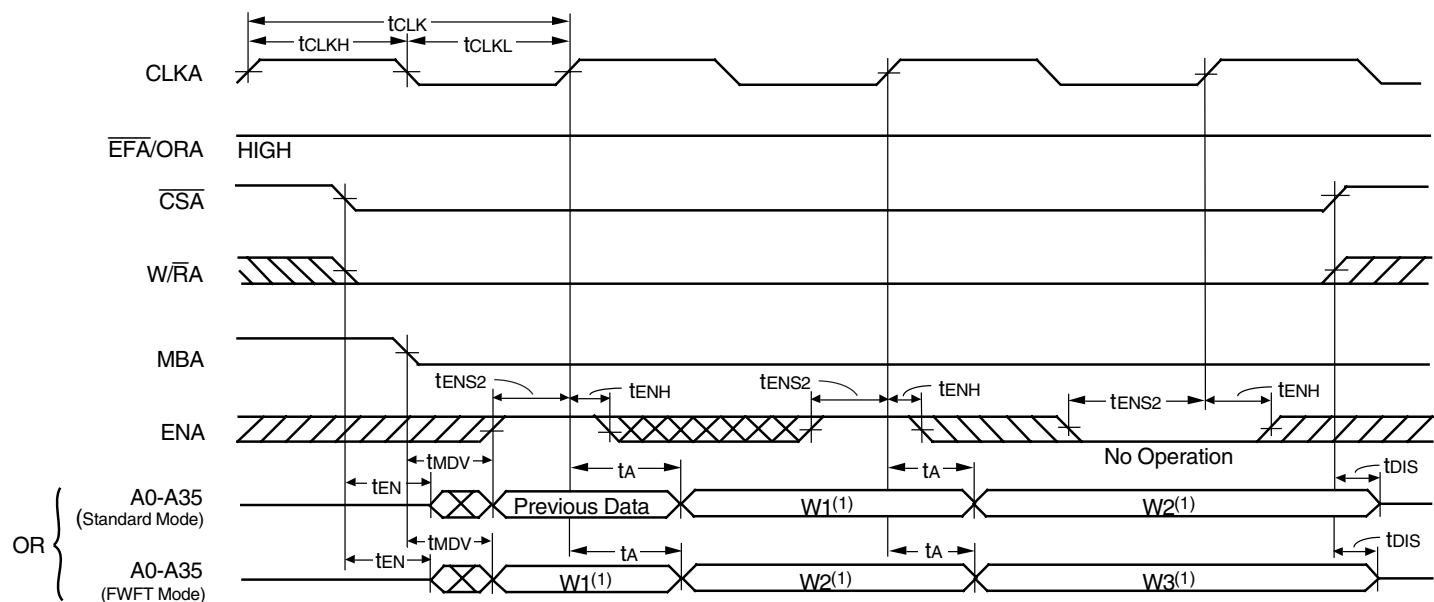 tCLK
tCLKH tCLKL
CLKA
EFA/ORA HIGH
CSA
W/RA
MBA
tENS2 tENH tENS2 tENH tENS2 tENH
ENA
No Operation
tMDV tA tA tDIS
tEN
A0-A35 (Standard Mode) Previous Data W1(1) W2(1)
OR
tMDV tA tA tDIS
tEN
A0-A35 (FWFT Mode) W1(1) W2(1) W3(1)